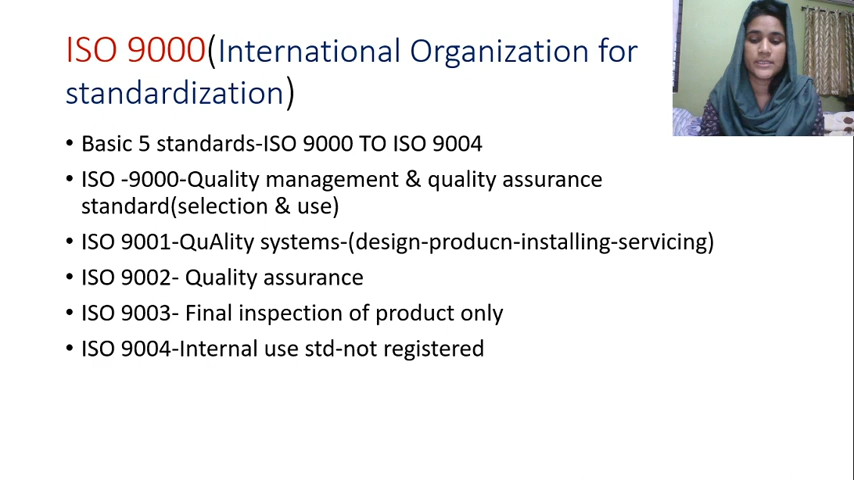 ISO 9000(International Organization for
standardization)
• Basic 5 standards-ISO 9000 TO ISO 9004
• ISO -9000-Quality management & quality assurance
standard(selection & use)
• ISO 9001-QuAlity systems-(design-producn-installing-servicing)
• ISO 9002- Quality assurance
• ISO 9003- Final inspection of product only
• ISO 9004-Internal use std-not registered